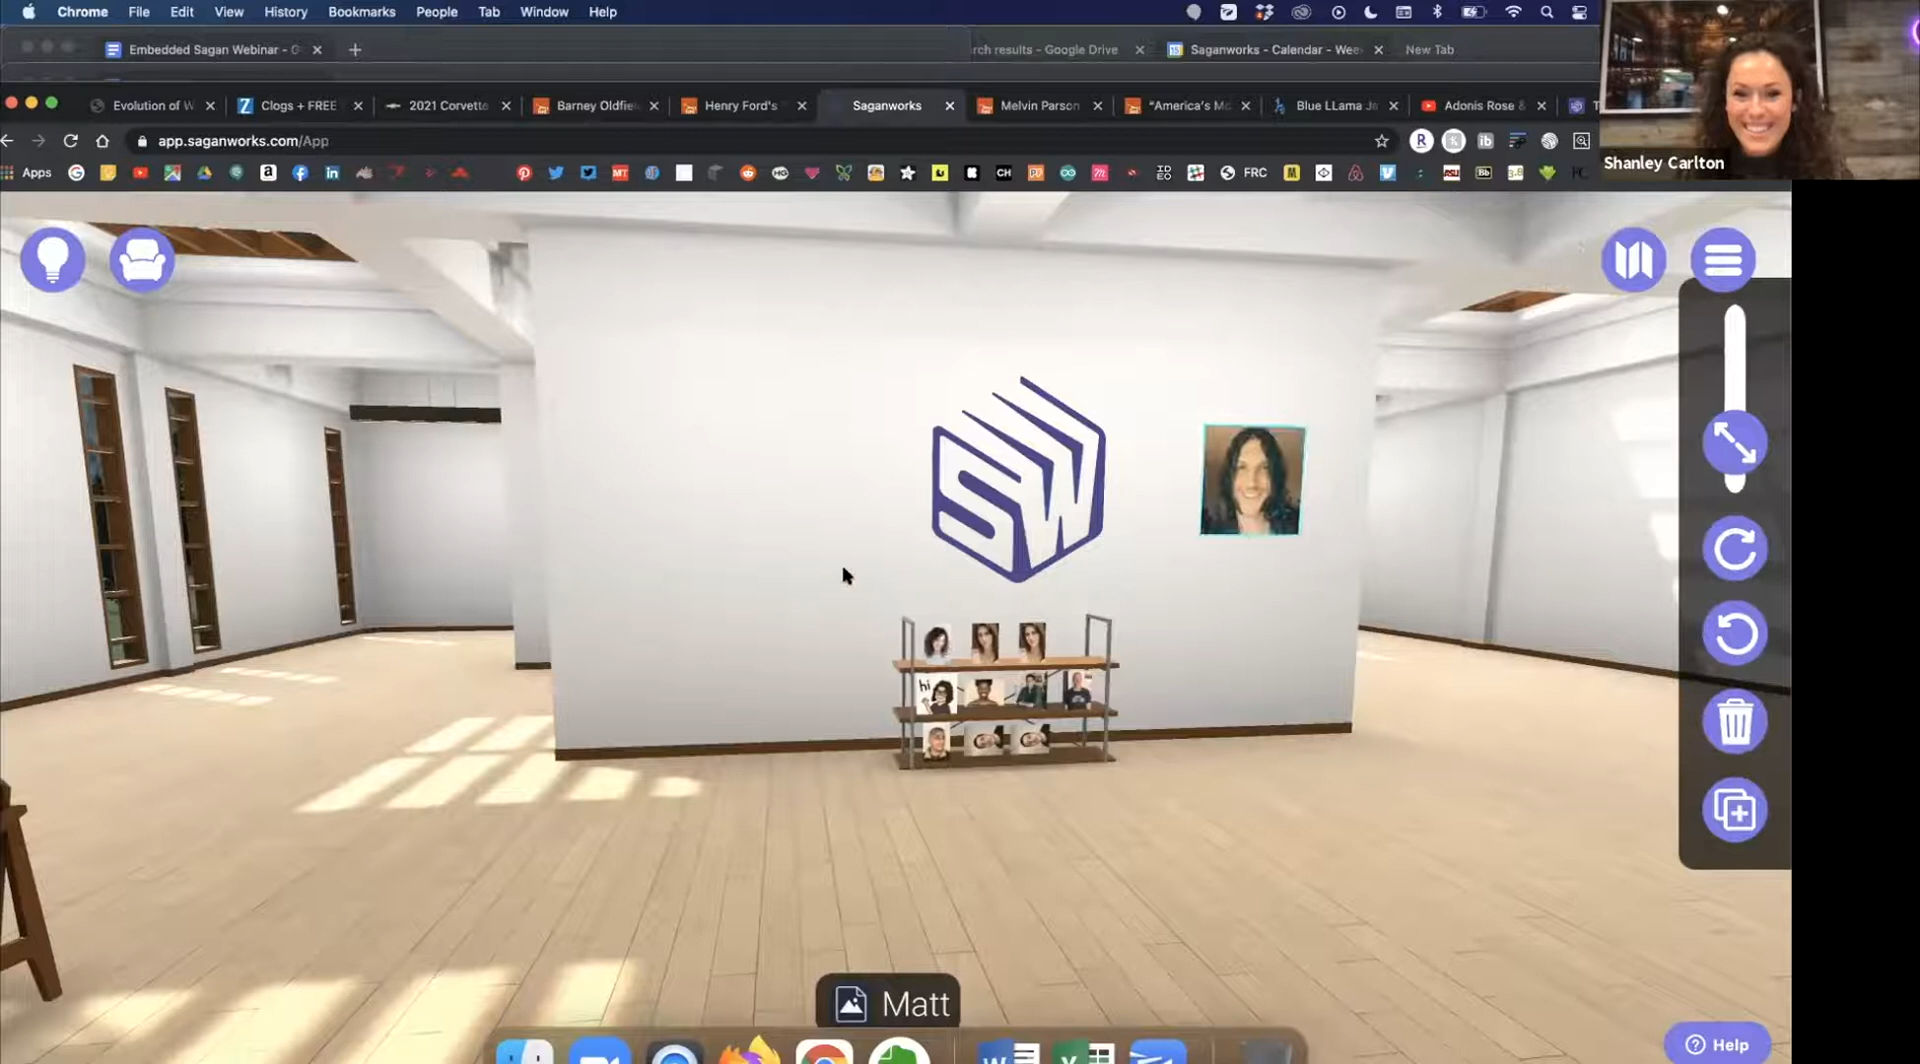 Chrome File Edit View History Bookmarks People Tab Window Help
Embedded Sagan Webinar - G
rch results - Google Drive
Saganworks - Calendar - Wee
New Tab
Evolution of W
Clogs + FREE
2021 Corvette
Barney Oldfie
Henry Ford's
Saganworks
Melvin Parson
"America's Mo
Blue LLama Ja
Adonis Rose &
app.saganworks.com/App
Apps
FRC
Shanley Carlton
SW
hi
Matt
Help